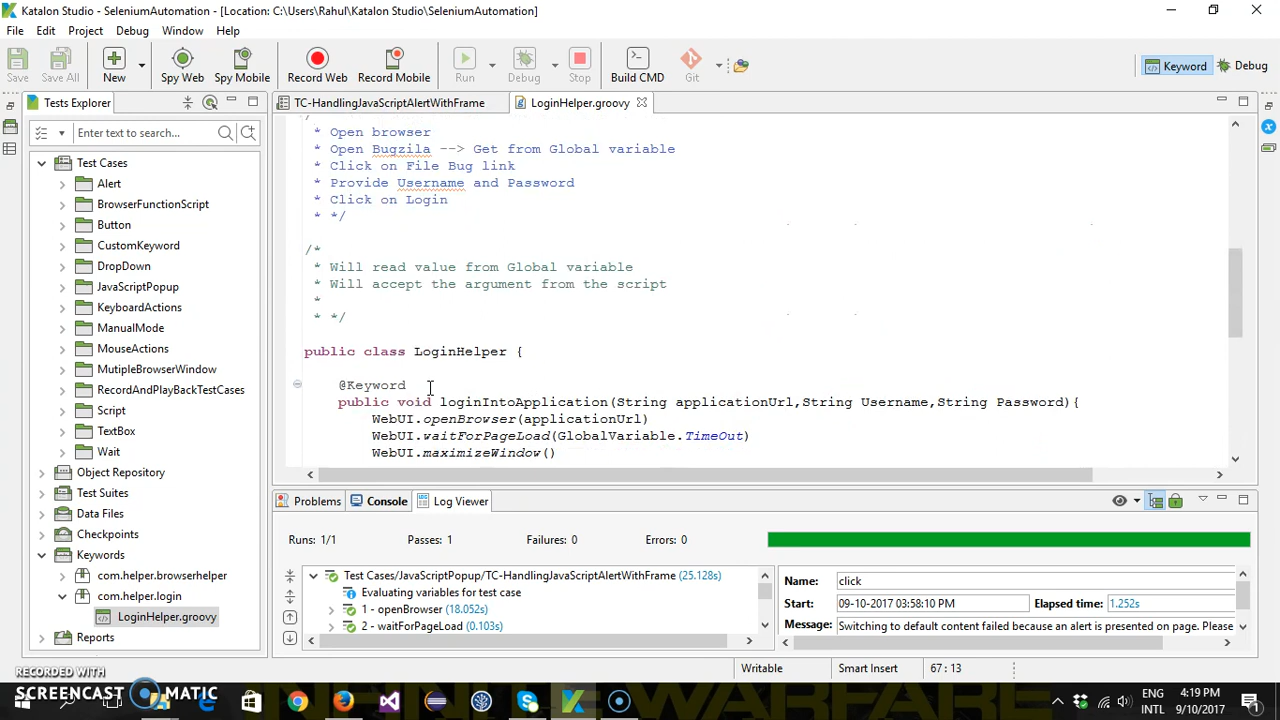 Katalon Studio - SeleniumAutomation - [Location: C:\Users\Rahul\Katalon Studio\SeleniumAutomation]
File Edit Project Debug Window Help
Save Save All New Spy Web Spy Mobile Record Web Record Mobile Run Debug Stop Build CMD Git Keyword Debug
Tests Explorer
TC-HandlingJavaScriptAlertWithFrame LoginHelper.groovy
Enter text to search...
Test Cases
Alert
BrowserFunctionScript
Button
CustomKeyword
DropDown
JavaScriptPopup
KeyboardActions
ManualMode
MouseActions
MutipleBrowserWindow
RecordAndPlayBackTestCases
Script
TextBox
Wait
Object Repository
Test Suites
Data Files
Checkpoints
Keywords
com.helper.browserhelper
com.helper.login
LoginHelper.groovy
Reports
* Open browser
* Open Bugzila --> Get from Global variable
* Click on File Bug link
* Provide Username and Password
* Click on Login
* */
/*
* Will read value from Global variable
* Will accept the argument from the script
*
* */
public class LoginHelper {
@Keyword
public void loginIntoApplication(String applicationUrl,String Username,String Password){
WebUI.openBrowser(applicationUrl)
WebUI.waitForPageLoad(GlobalVariable.TimeOut)
WebUI.maximizeWindow()
Problems Console Log Viewer
Runs: 1/1 Passes: 1 Failures: 0 Errors: 0
Test Cases/JavaScriptPopup/TC-HandlingJavaScriptAlertWithFrame (25.128s)
Evaluating variables for test case
1 - openBrowser (18.052s)
2 - waitForPageLoad (0.103s)
Name: click
Start: 09-10-2017 03:58:10 PM Elapsed time: 1.252s
Message: Switching to default content failed because an alert is presented on page. Please
Writable Smart Insert 67 : 13
RECORDED WITH
SCREENCAST MATIC
INFINITE WARFARE
ENG
INTL
4:19 PM
9/10/2017
1